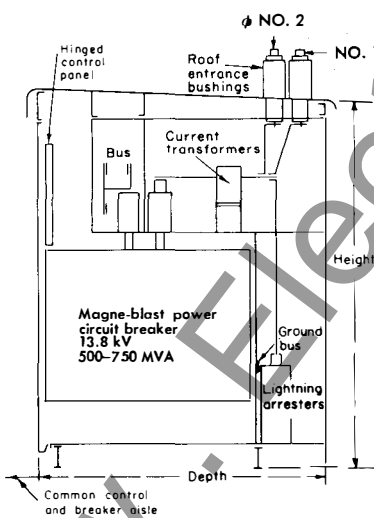 ϕ NO. 2
NO.
Hinged
control
panel
Roof
entrance
bushings
Current
transformers
Bus
Height
Magne-blast power
circuit breaker
13.8 kV
500–750 MVA
Ground
bus
Lightning
arresters
Depth
Common control
and breaker aisle